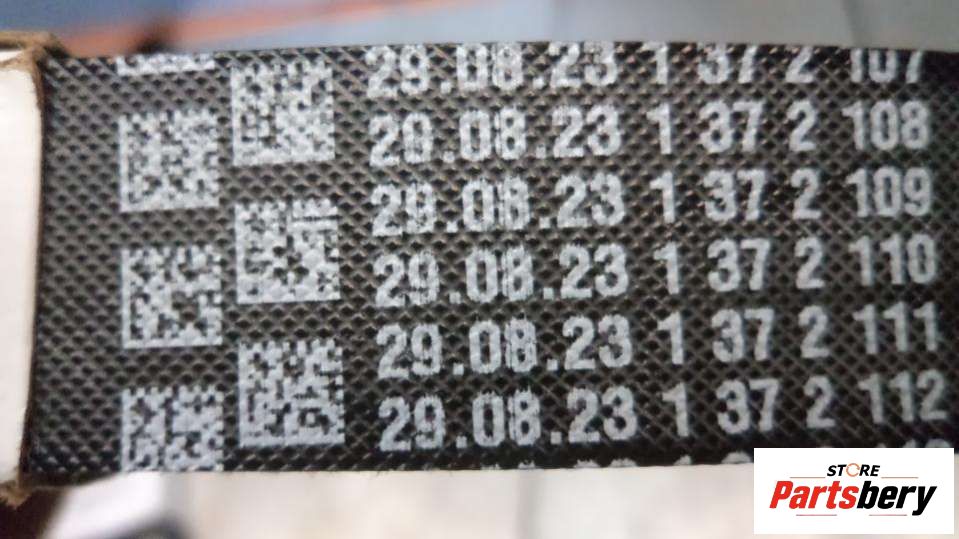 29.08.23 1 37 2 107
29.08.23 1 37 2 108
29.08.23 1 37 2 109
29.08.23 1 37 2 110
29.08.23 1 37 2 111
29.08.23 1 37 2 112
STORE
Partsbery